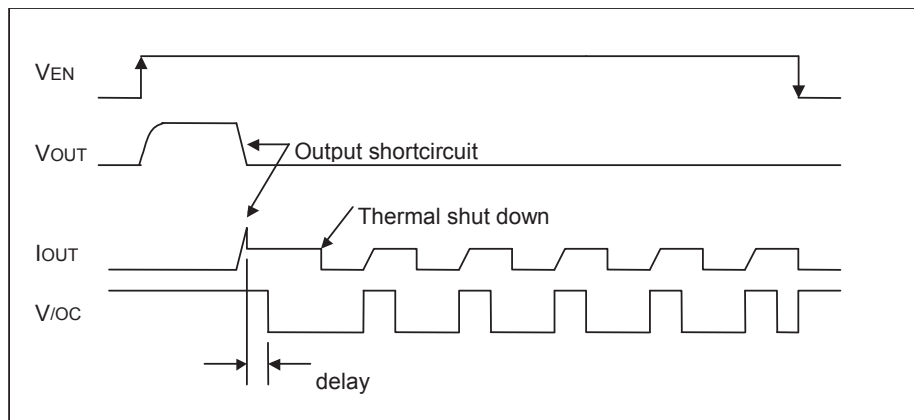 VEN
VOUT
Output shortcircuit
Thermal shut down
IOUT
V/OC
delay